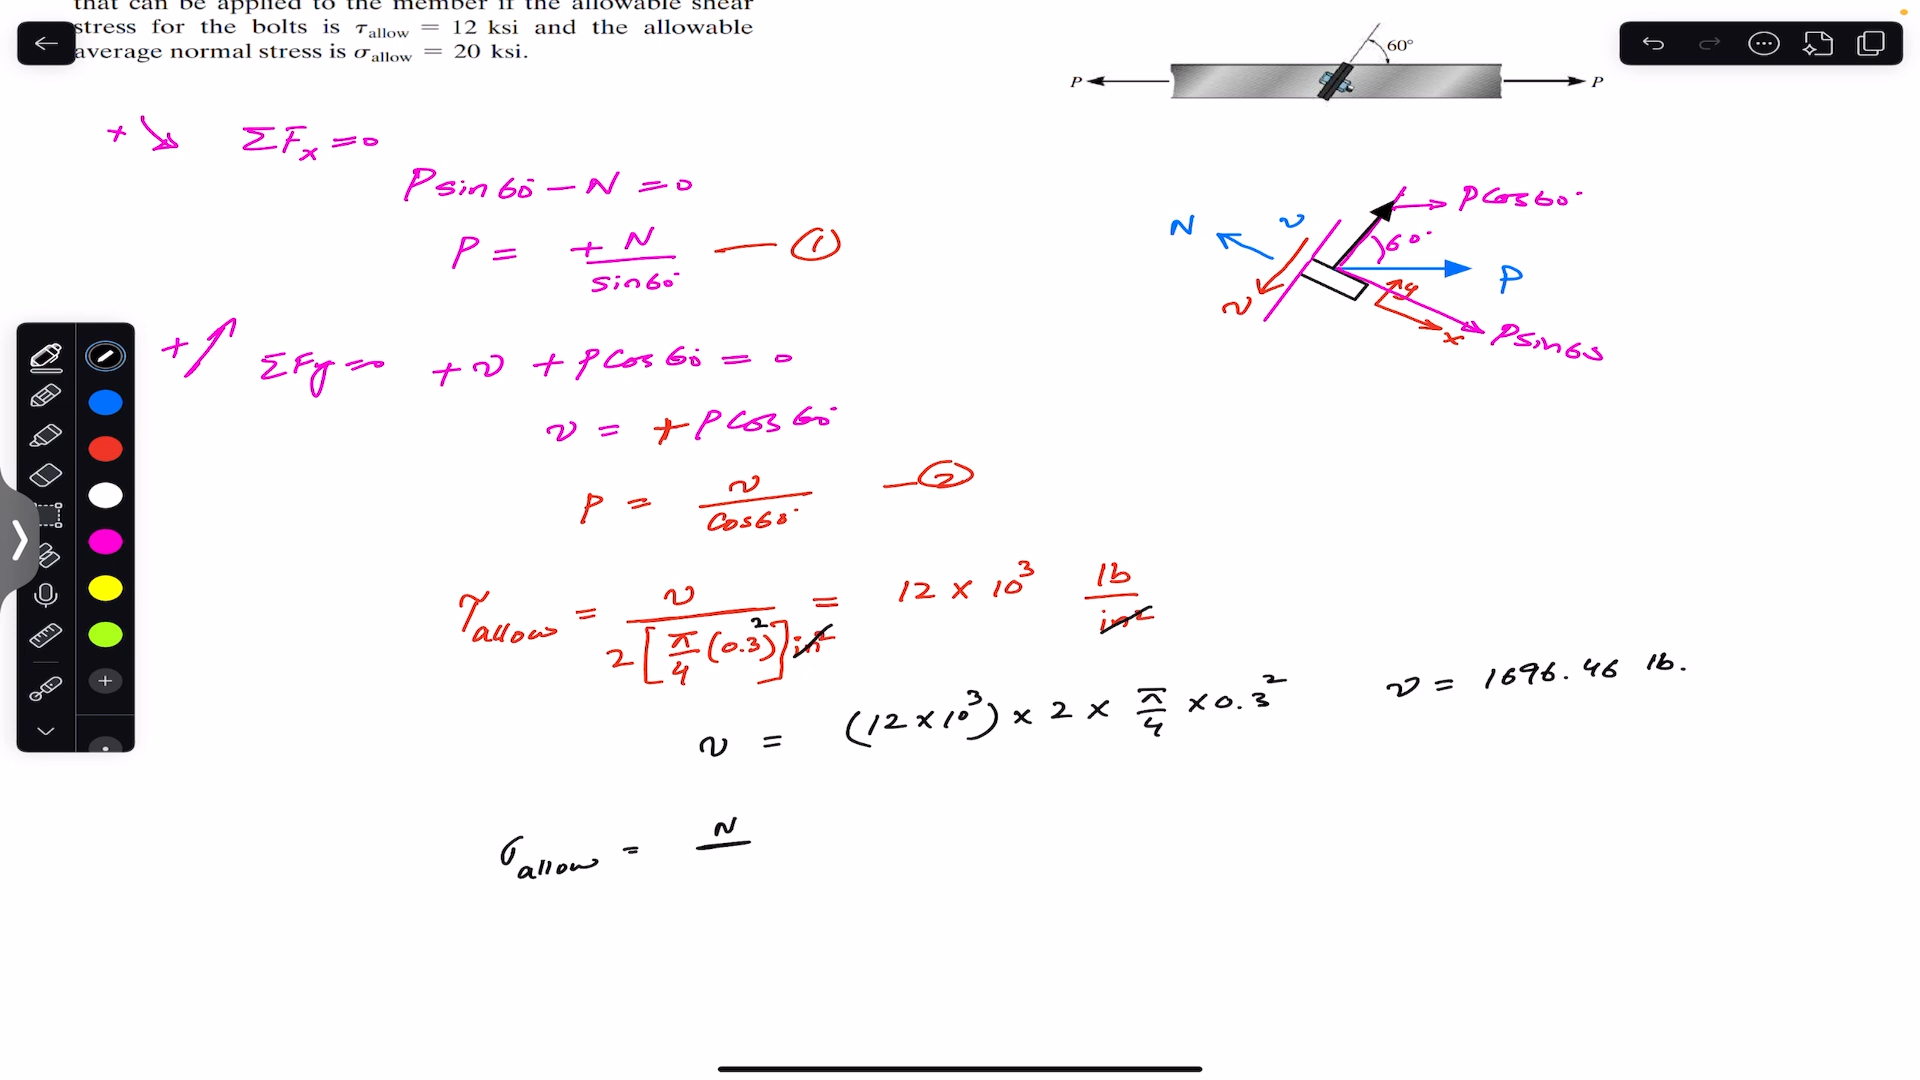 that can be applied to the member if the allowable shear
stress for the bolts is τallow = 12 ksi and the allowable
average normal stress is σallow = 20 ksi.
60°
P
P
+ ↘ ΣFx = 0
P sin 60° − N = 0
P = + N / sin 60° — ①
+ ↗ ΣFy = 0 + v + P cos 60° = 0
v = + P cos 60°
P = v / cos 60° — ②
τallow = v / 2[π/4 (0.3)²] in² = 12 × 10³ lb / in²
v = (12 × 10³) × 2 × π/4 × 0.3² v = 1696.46 lb.
σallow = N
N
v
P cos 60°
60°
P
v
y
x
P sin 60